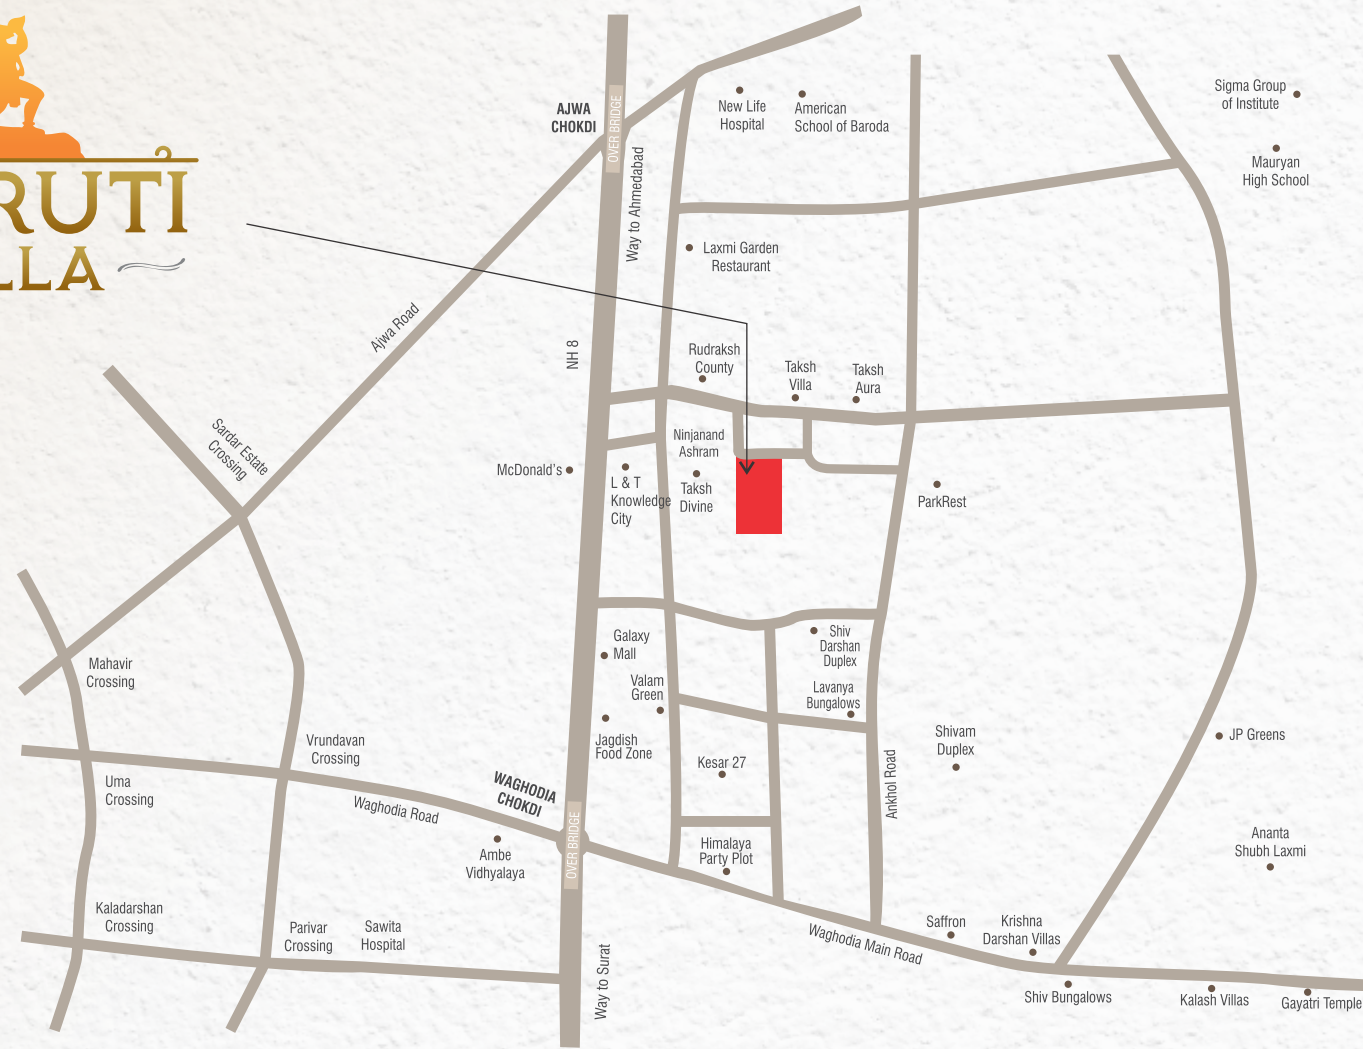 RUTI
LLA
AJWA
CHOKDI
OVER BRIDGE
Way to Ahmedabad
New Life
Hospital
American
School of Baroda
Sigma Group
of Institute
Mauryan
High School
Laxmi Garden
Restaurant
Ajwa Road
NH 8
Rudraksh
County
Taksh
Villa
Taksh
Aura
Sardar Estate
Crossing
McDonald's
L & T
Knowledge
City
Ninjanand
Ashram
Taksh
Divine
ParkRest
Mahavir
Crossing
Galaxy
Mall
Valam
Green
Shiv
Darshan
Duplex
Lavanya
Bungalows
Jagdish
Food Zone
Kesar 27
Shivam
Duplex
JP Greens
Vrundavan
Crossing
Uma
Crossing
Waghodia Road
WAGHODIA
CHOKDI
OVER BRIDGE
Ankhol Road
Ambe
Vidhyalaya
Himalaya
Party Plot
Ananta
Shubh Laxmi
Kaladarshan
Crossing
Parivar
Crossing
Sawita
Hospital
Way to Surat
Waghodia Main Road
Saffron
Krishna
Darshan Villas
Shiv Bungalows
Kalash Villas
Gayatri Temple